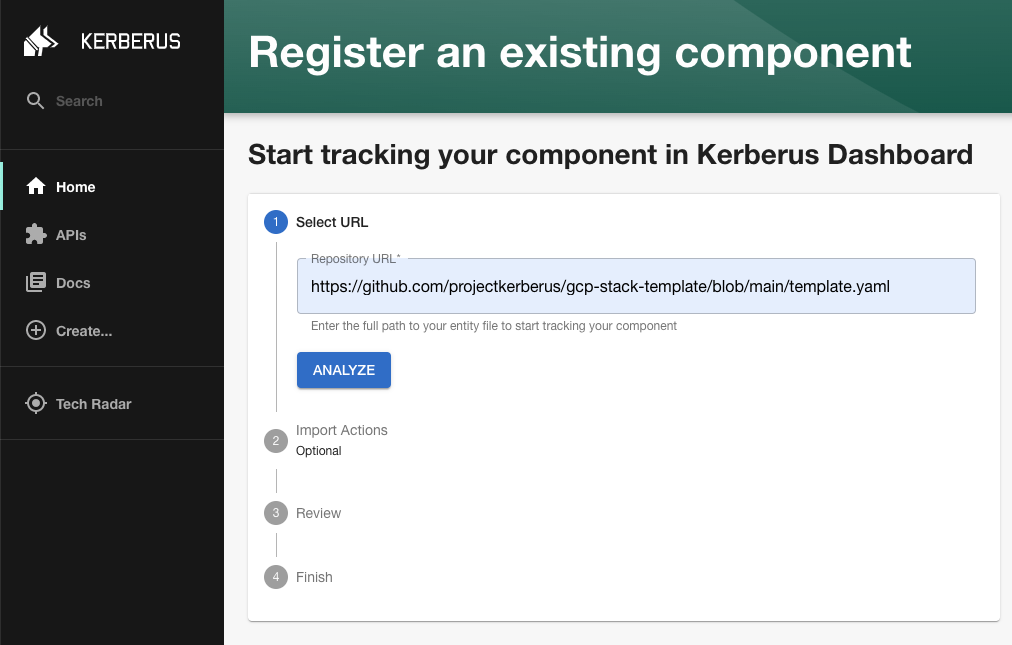 KERBERUS
Search
Home
APIs
Docs
Create...
Tech Radar
Register an existing component
Start tracking your component in Kerberus Dashboard
1 Select URL
Repository URL*
https://github.com/projectkerberus/gcp-stack-template/blob/main/template.yaml
Enter the full path to your entity file to start tracking your component
ANALYZE
2 Import Actions
Optional
3 Review
4 Finish